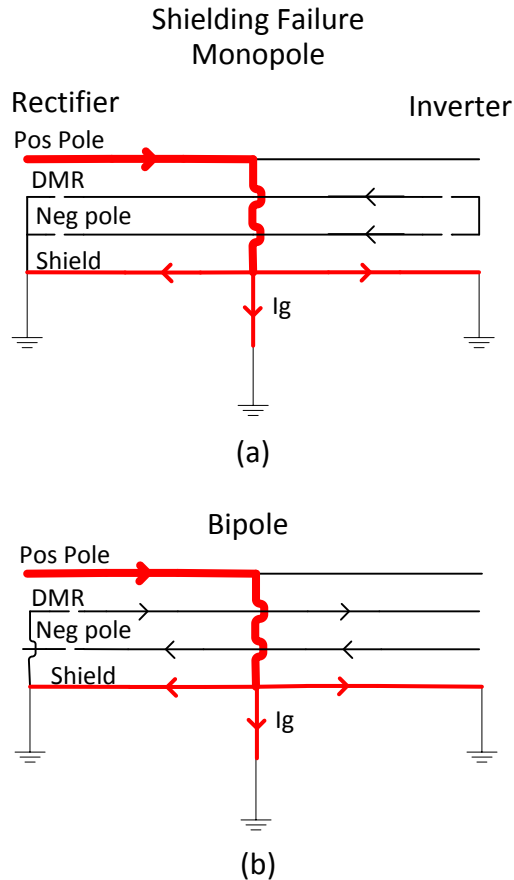 Shielding Failure
Monopole
Rectifier
Inverter
Pos Pole
DMR
Neg pole
Shield
Ig
(a)
Bipole
Pos Pole
DMR
Neg pole
Shield
Ig
(b)